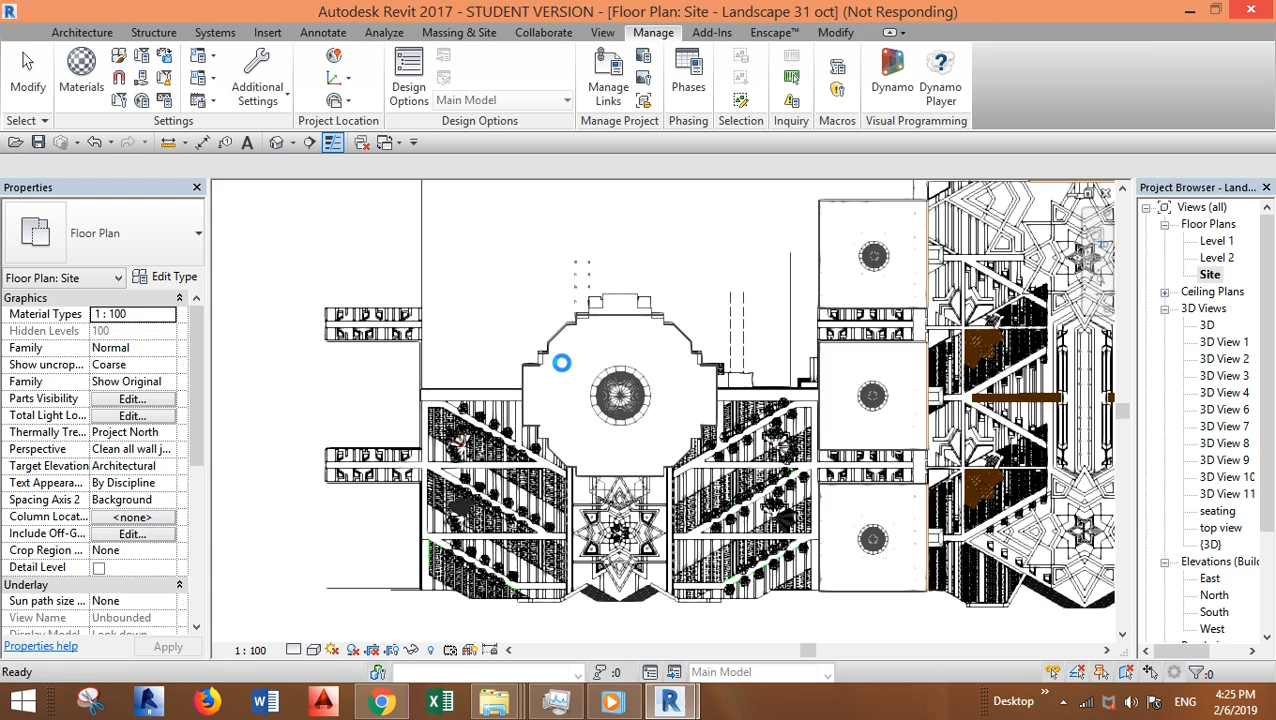 Autodesk Revit 2017 - STUDENT VERSION - [Floor Plan: Site - Landscape 31 oct] (Not Responding)
Architecture Structure Systems Insert Annotate Analyze Massing & Site Collaborate View Manage Add-Ins Enscape™ Modify
Modify Materials Additional Settings Design Options Main Model Manage Links Phases Dynamo Dynamo Player
Select Settings Project Location Design Options Manage Project Phasing Selection Inquiry Macros Visual Programming
A
Properties
Floor Plan
Floor Plan: Site Edit Type
Graphics
Material Types 1 : 100
Hidden Levels 100
Family Normal
Show uncrop... Coarse
Family Show Original
Parts Visibility Edit...
Total Light Lo... Edit...
Thermally Tre... Project North
Perspective Clean all wall j...
Target Elevation Architectural
Text Appear... By Discipline
Spacing Axis 2 Background
Column Locat... <none>
Include Off-G... Edit...
Crop Region ... None
Detail Level
Underlay
Sun path size ... None
View Name Unbounded
Display Model Look down
Properties help Apply
Project Browser - Land...
Views (all)
Floor Plans
Level 1
Level 2
Site
Ceiling Plans
3D Views
3D
3D View 1
3D View 2
3D View 3
3D View 4
3D View 6
3D View 7
3D View 8
3D View 9
3D View 10
3D View 11
seating
top view
{3D}
Elevations (Builc
East
North
South
West
1 : 100
Ready :0 Main Model :0
Desktop ENG
4:25 PM
2/6/2019